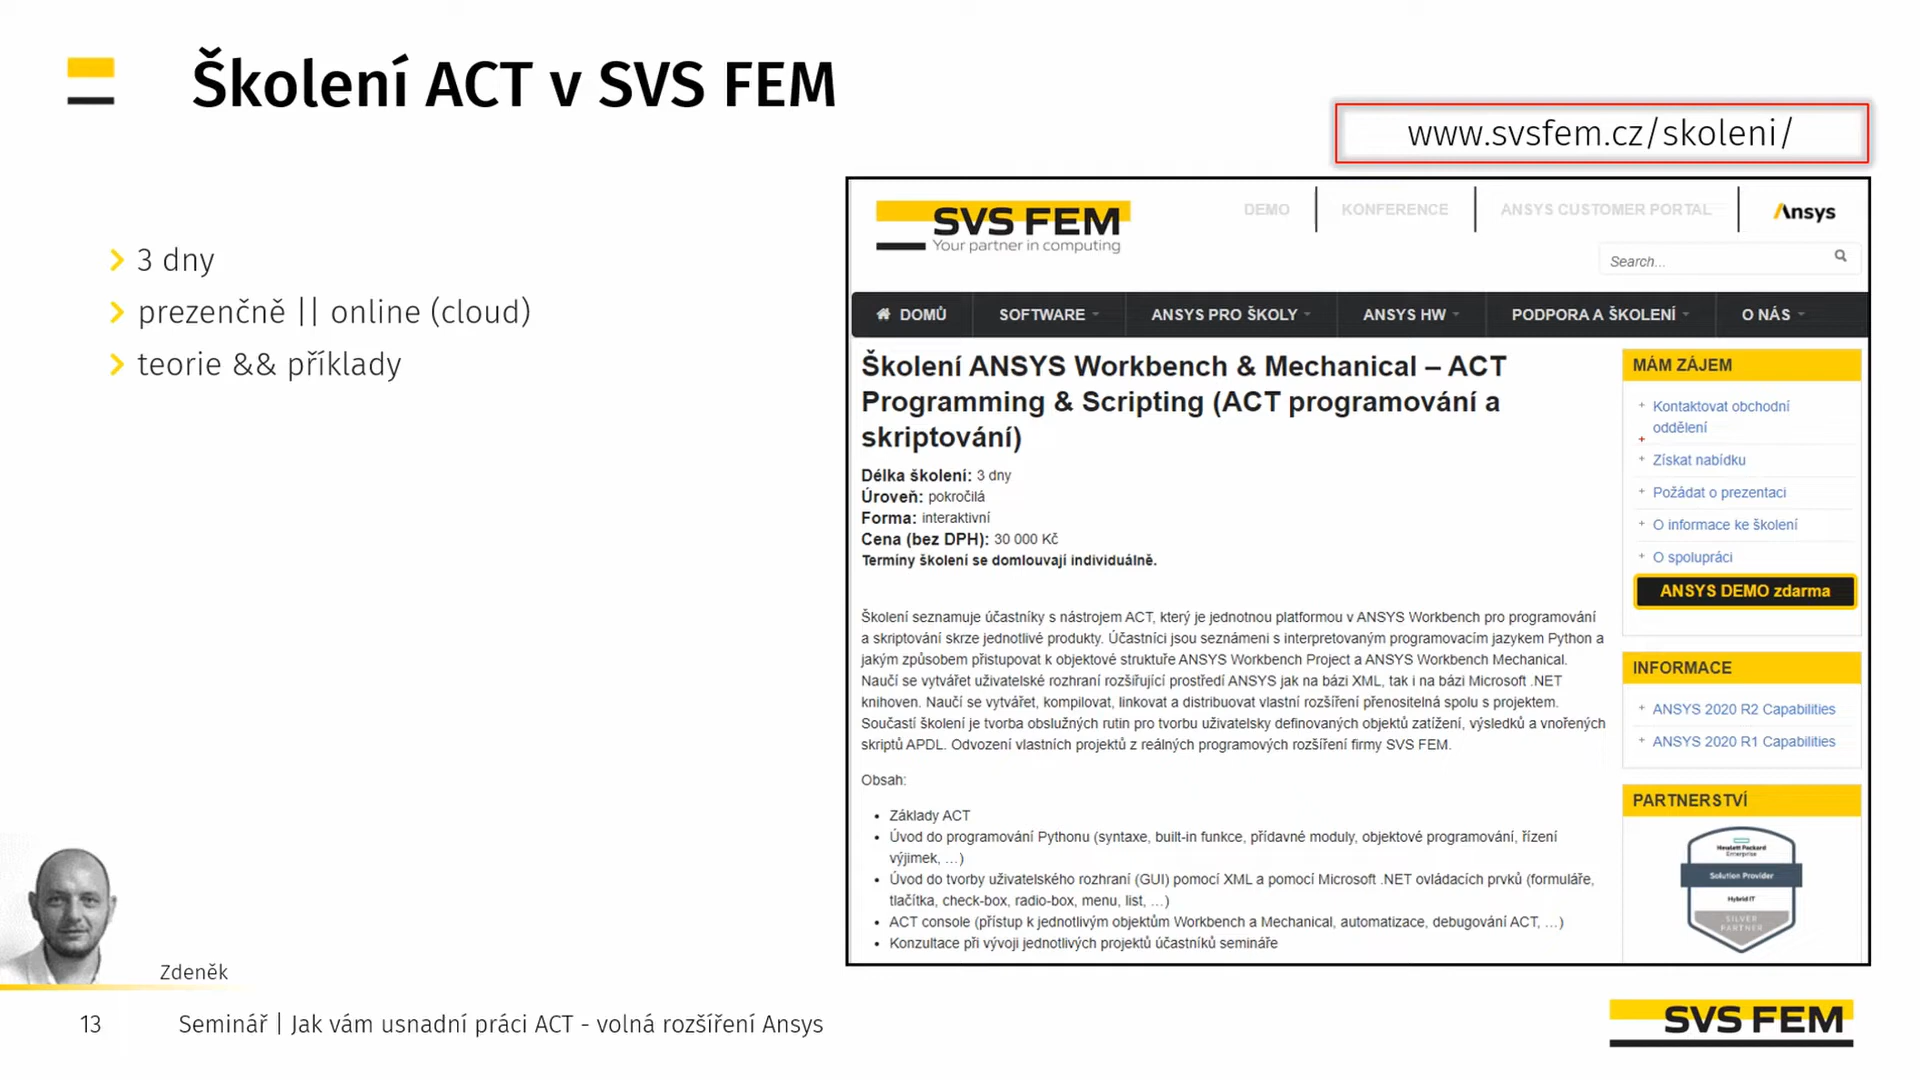 Školení ACT v SVS FEM
www.svsfem.cz/skoleni/
3 dny
prezenčně || online (cloud)
teorie && příklady
SVS FEM
Your partner in computing
DEMO
KONFERENCE
ANSYS CUSTOMER PORTAL
Ansys
Search...
DOMŮ
SOFTWARE
ANSYS PRO ŠKOLY
ANSYS HW
PODPORA A ŠKOLENÍ
O NÁS
Školení ANSYS Workbench & Mechanical – ACT
Programming & Scripting (ACT programování a
skriptování)
Délka školení: 3 dny
Úroveň: pokročilá
Forma: interaktivní
Cena (bez DPH): 30 000 Kč
Termíny školení se domlouvají individuálně.
Školení seznamuje účastníky s nástrojem ACT, který je jednotnou platformou v ANSYS Workbench pro programování
a skriptování skrze jednotlivé produkty. Účastníci jsou seznámeni s interpretovaným programovacím jazykem Python a
jakým způsobem přistupovat k objektové struktuře ANSYS Workbench Project a ANSYS Workbench Mechanical.
Naučí se vytvářet uživatelské rozhraní rozšiřující prostředí ANSYS jak na bázi XML, tak i na bázi Microsoft .NET
knihoven. Naučí se vytvářet, kompilovat, linkovat a distribuovat vlastní rozšíření přenositelná spolu s projektem.
Součastí školení je tvorba obslužných rutin pro tvorbu uživatelsky definovaných objektů zatížení, výsledků a vnořených
skriptů APDL. Odvození vlastních projektů z reálných programových rozšíření firmy SVS FEM.
Obsah:
Základy ACT
Úvod do programování Pythonu (syntaxe, built-in funkce, přídavné moduly, objektové programování, řízení
výjimek, …)
Úvod do tvorby uživatelského rozhraní (GUI) pomocí XML a pomocí Microsoft .NET ovládacích prvků (formuláře,
tlačítka, check-box, radio-box, menu, list, …)
ACT console (přístup k jednotlivým objektům Workbench a Mechanical, automatizace, debugování ACT, …)
Konzultace při vývoji jednotlivých projektů účastníků semináře
MÁM ZÁJEM
Kontaktovat obchodní
oddělení
Získat nabídku
Požádat o prezentaci
O informace ke školení
O spolupráci
ANSYS DEMO zdarma
INFORMACE
ANSYS 2020 R2 Capabilities
ANSYS 2020 R1 Capabilities
PARTNERSTVÍ
Hewlett Packard
Enterprise
Solution Provider
Hybrid IT
SILVER
PARTNER
Zdeněk
13
Seminář | Jak vám usnadní práci ACT - volná rozšíření Ansys
SVS FEM